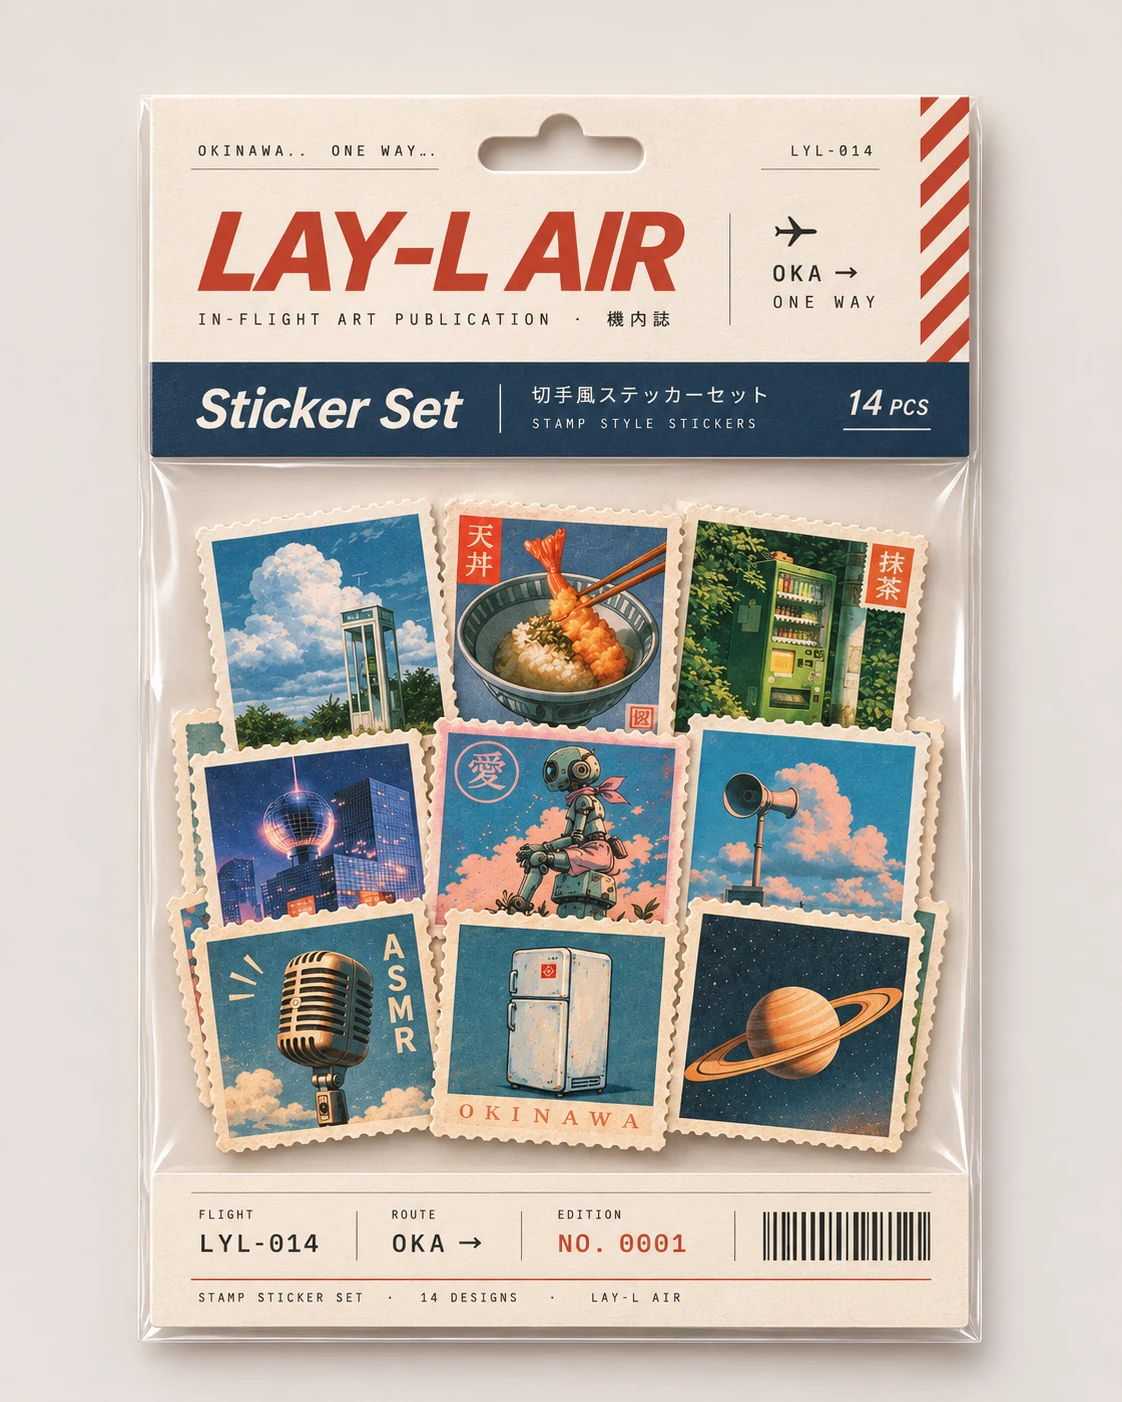 OKINAWA.. ONE WAY...
LYL-014
LAY-L AIR
IN-FLIGHT ART PUBLICATION · 機内誌
OKA →
ONE WAY
Sticker Set
切手風ステッカーセット
STAMP STYLE STICKERS
14 PCS
天丼
抹茶
愛
ASMR
OKINAWA
FLIGHT
LYL-014
ROUTE
OKA →
EDITION
NO. 0001
STAMP STICKER SET · 14 DESIGNS · LAY-L AIR